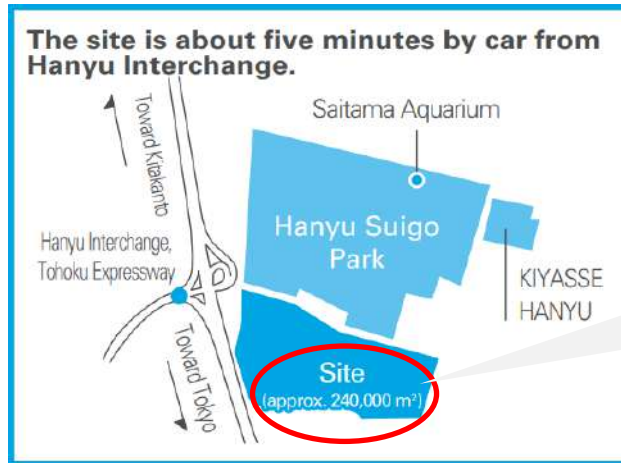 The site is about five minutes by car from
Hanyu Interchange.
Toward Kitakanto
Saitama Aquarium
Hanyu Suigo
Park
Hanyu Interchange,
Tohoku Expressway
KIYASSE
HANYU
Toward Tokyo
Site
(approx. 240,000 m²)